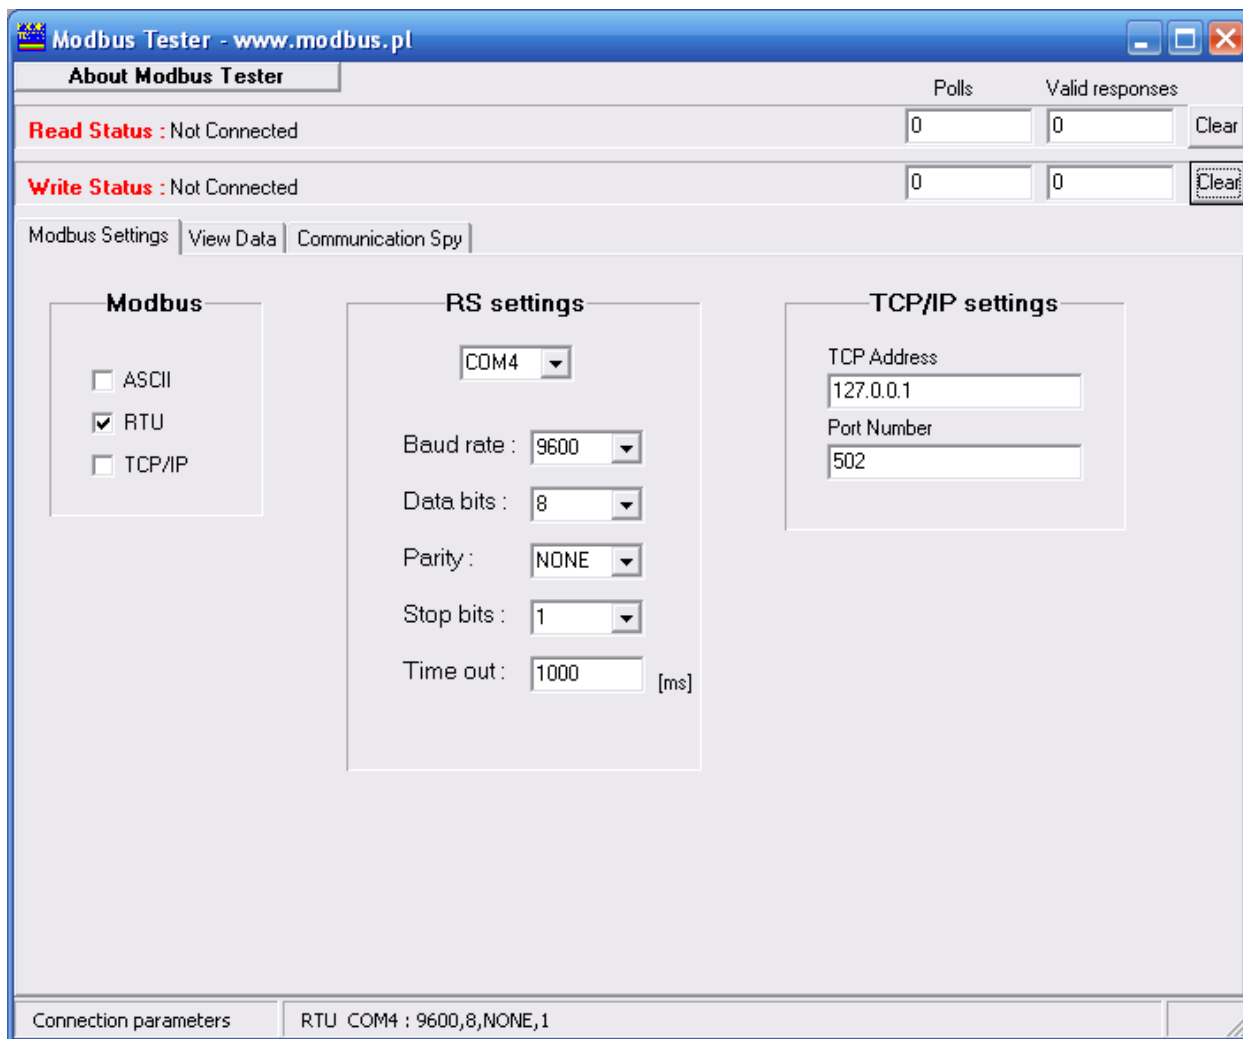 Modbus Tester - www.modbus.pl
About Modbus Tester
Polls Valid responses
Read Status : Not Connected 0 0 Clear
Write Status : Not Connected 0 0 Clear
Modbus Settings View Data Communication Spy
Modbus RS settings TCP/IP settings
COM4 TCP Address
ASCII 127.0.0.1
RTU Port Number
Baud rate : 9600
TCP/IP 502
Data bits : 8
Parity : NONE
Stop bits : 1
Time out : 1000 [ms]
Connection parameters RTU COM4 : 9600,8,NONE,1